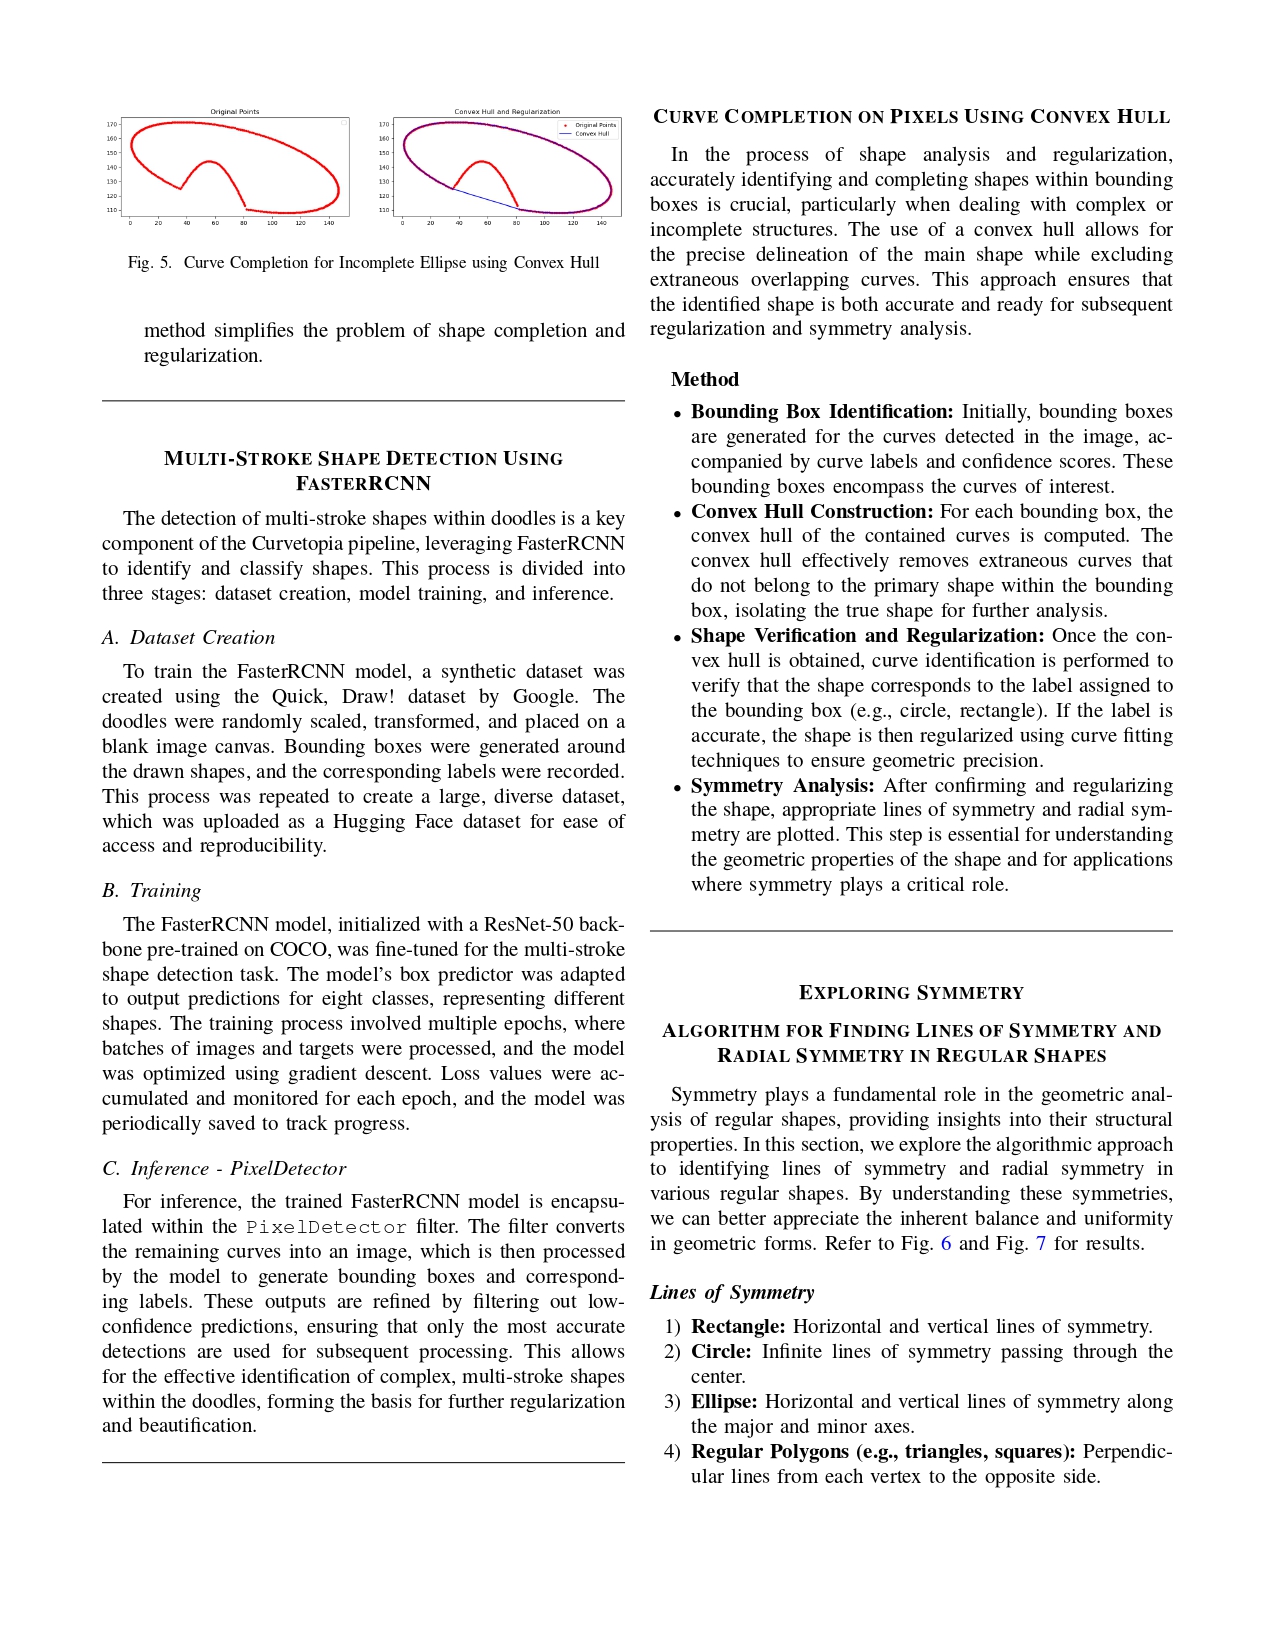 Original Points
170
160
150
140
130
120
110
0 20 40 60 80 100 120 140
Convex Hull and Regularization
Original Points
Convex Hull
170
160
150
140
130
120
110
0 20 40 60 80 100 120 140
Fig. 5. Curve Completion for Incomplete Ellipse using Convex Hull
method simplifies the problem of shape completion and
regularization.
MULTI-STROKE SHAPE DETECTION USING
FASTERRCNN
The detection of multi-stroke shapes within doodles is a key
component of the Curvetopia pipeline, leveraging FasterRCNN
to identify and classify shapes. This process is divided into
three stages: dataset creation, model training, and inference.
A. Dataset Creation
To train the FasterRCNN model, a synthetic dataset was
created using the Quick, Draw! dataset by Google. The
doodles were randomly scaled, transformed, and placed on a
blank image canvas. Bounding boxes were generated around
the drawn shapes, and the corresponding labels were recorded.
This process was repeated to create a large, diverse dataset,
which was uploaded as a Hugging Face dataset for ease of
access and reproducibility.
B. Training
The FasterRCNN model, initialized with a ResNet-50 back-
bone pre-trained on COCO, was fine-tuned for the multi-stroke
shape detection task. The model's box predictor was adapted
to output predictions for eight classes, representing different
shapes. The training process involved multiple epochs, where
batches of images and targets were processed, and the model
was optimized using gradient descent. Loss values were ac-
cumulated and monitored for each epoch, and the model was
periodically saved to track progress.
C. Inference - PixelDetector
For inference, the trained FasterRCNN model is encapsu-
lated within the PixelDetector filter. The filter converts
the remaining curves into an image, which is then processed
by the model to generate bounding boxes and correspond-
ing labels. These outputs are refined by filtering out low-
confidence predictions, ensuring that only the most accurate
detections are used for subsequent processing. This allows
for the effective identification of complex, multi-stroke shapes
within the doodles, forming the basis for further regularization
and beautification.
CURVE COMPLETION ON PIXELS USING CONVEX HULL
In the process of shape analysis and regularization,
accurately identifying and completing shapes within bounding
boxes is crucial, particularly when dealing with complex or
incomplete structures. The use of a convex hull allows for
the precise delineation of the main shape while excluding
extraneous overlapping curves. This approach ensures that
the identified shape is both accurate and ready for subsequent
regularization and symmetry analysis.
Method
• Bounding Box Identification: Initially, bounding boxes
are generated for the curves detected in the image, ac-
companied by curve labels and confidence scores. These
bounding boxes encompass the curves of interest.
• Convex Hull Construction: For each bounding box, the
convex hull of the contained curves is computed. The
convex hull effectively removes extraneous curves that
do not belong to the primary shape within the bounding
box, isolating the true shape for further analysis.
• Shape Verification and Regularization: Once the con-
vex hull is obtained, curve identification is performed to
verify that the shape corresponds to the label assigned to
the bounding box (e.g., circle, rectangle). If the label is
accurate, the shape is then regularized using curve fitting
techniques to ensure geometric precision.
• Symmetry Analysis: After confirming and regularizing
the shape, appropriate lines of symmetry and radial sym-
metry are plotted. This step is essential for understanding
the geometric properties of the shape and for applications
where symmetry plays a critical role.
EXPLORING SYMMETRY
ALGORITHM FOR FINDING LINES OF SYMMETRY AND
RADIAL SYMMETRY IN REGULAR SHAPES
Symmetry plays a fundamental role in the geometric anal-
ysis of regular shapes, providing insights into their structural
properties. In this section, we explore the algorithmic approach
to identifying lines of symmetry and radial symmetry in
various regular shapes. By understanding these symmetries,
we can better appreciate the inherent balance and uniformity
in geometric forms. Refer to Fig. 6 and Fig. 7 for results.
Lines of Symmetry
1) Rectangle: Horizontal and vertical lines of symmetry.
2) Circle: Infinite lines of symmetry passing through the
center.
3) Ellipse: Horizontal and vertical lines of symmetry along
the major and minor axes.
4) Regular Polygons (e.g., triangles, squares): Perpendic-
ular lines from each vertex to the opposite side.